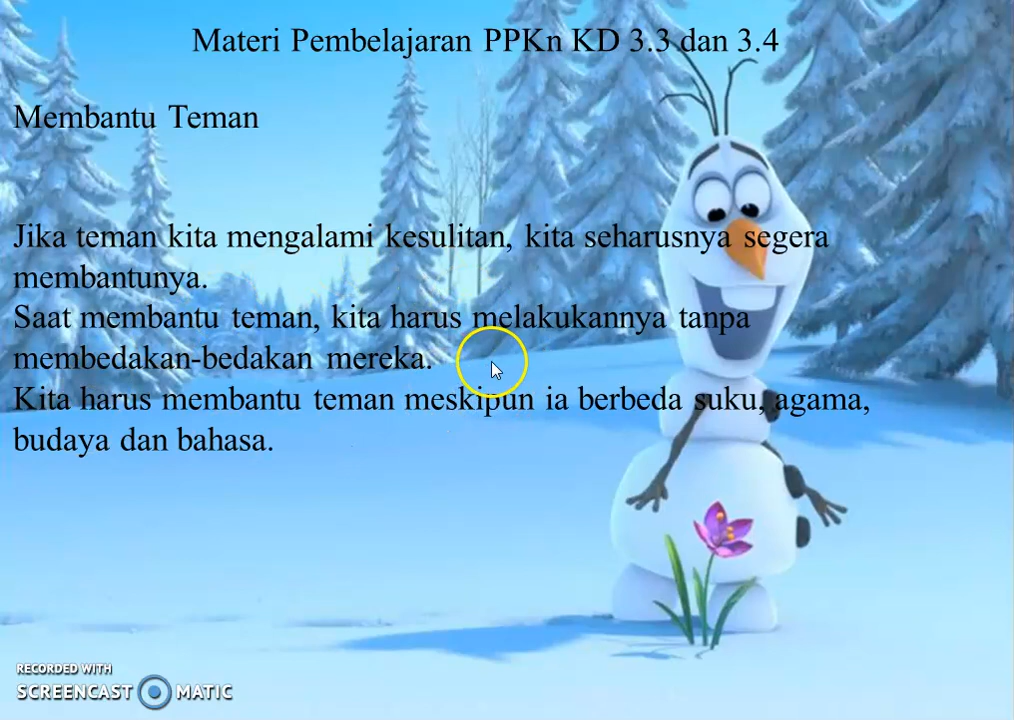 Materi Pembelajaran PPKn KD 3.3 dan 3.4
Membantu Teman
Jika teman kita mengalami kesulitan, kita seharusnya segera
membantunya.
Saat membantu teman, kita harus melakukannya tanpa
membedakan-bedakan mereka.
Kita harus membantu teman meskipun ia berbeda suku, agama,
budaya dan bahasa.
RECORDED WITH
SCREENCAST MATIC